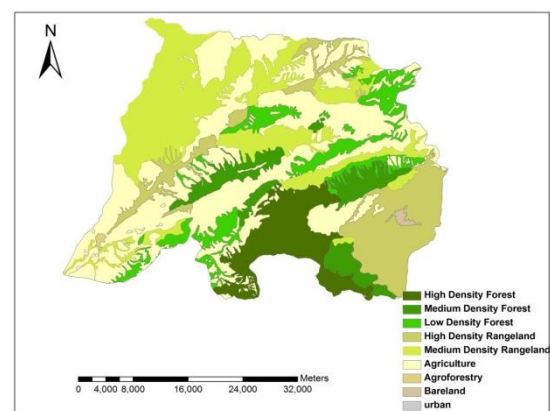 N
High Density Forest
Medium Density Forest
Low Density Forest
High Density Rangeland
Medium Density Rangeland
Agriculture
Agroforestry
Bareland
urban
Meters
0 4,000 8,000 16,000 24,000 32,000